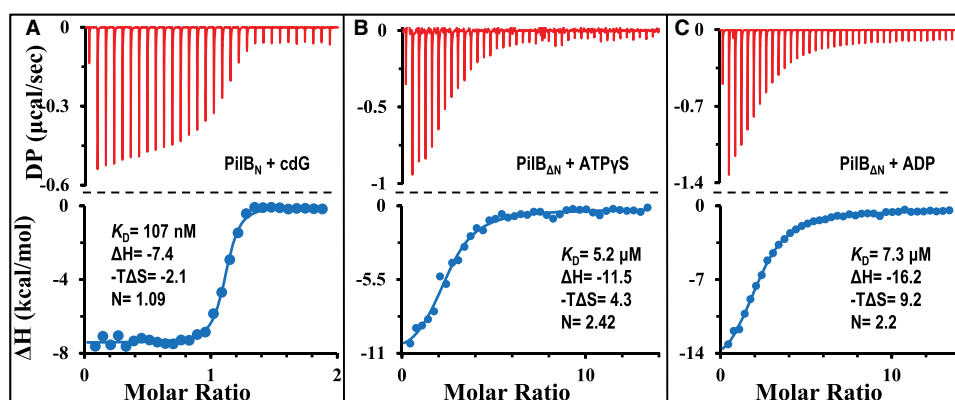 A
DP (µcal/sec)
0
-0.3
-0.6
PilB_N + cdG
ΔH (kcal/mol)
0
-4
-8
K_D= 107 nM
ΔH= -7.4
-TΔS= -2.1
N= 1.09
0 1 2
Molar Ratio
B
-0
-0.5
-1
PilB_ΔN + ATPγS
0
-5.5
-11
K_D= 5.2 µM
ΔH= -11.5
-TΔS= 4.3
N= 2.42
0 10
Molar Ratio
C
0
-0.7
-1.4
PilB_ΔN + ADP
0
-7
-14
K_D= 7.3 µM
ΔH= -16.2
-TΔS= 9.2
N= 2.2
0 10
Molar Ratio